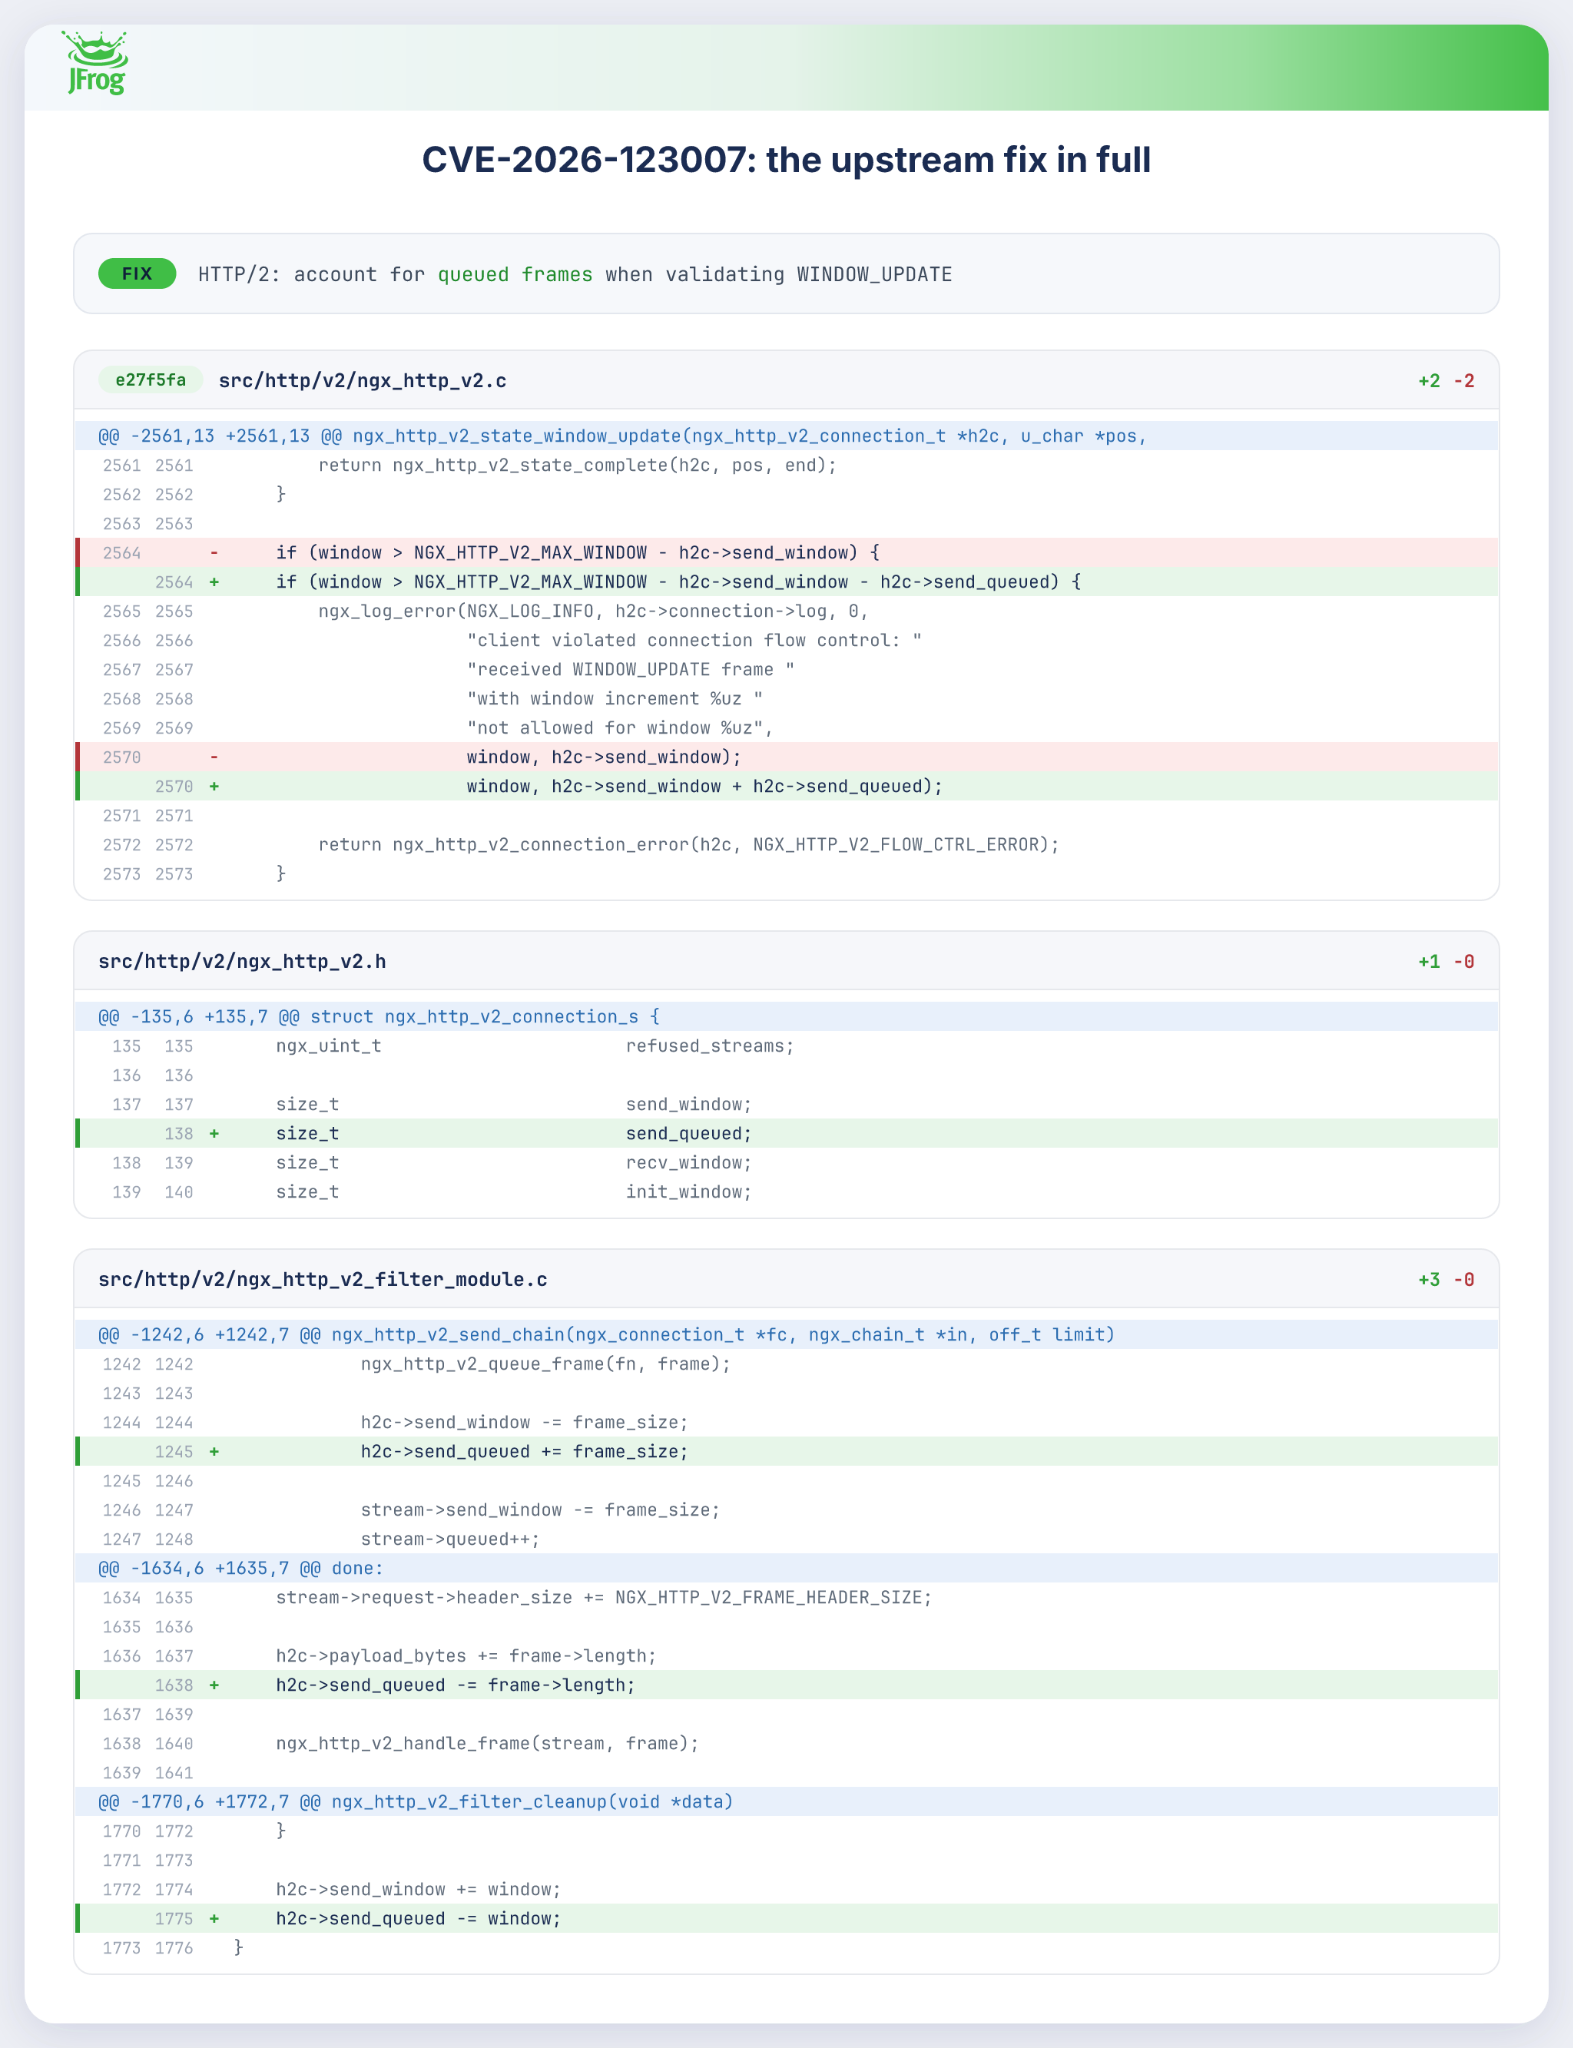 JFrog
CVE-2026-123007: the upstream fix in full
FIX HTTP/2: account for queued frames when validating WINDOW_UPDATE
e27f5fa src/http/v2/ngx_http_v2.c +2 -2
@@ -2561,13 +2561,13 @@ ngx_http_v2_state_window_update(ngx_http_v2_connection_t *h2c, u_char *pos,
2561 2561         return ngx_http_v2_state_complete(h2c, pos, end);
2562 2562     }
2563 2563
2564 -     if (window > NGX_HTTP_V2_MAX_WINDOW - h2c->send_window) {
2564 +     if (window > NGX_HTTP_V2_MAX_WINDOW - h2c->send_window - h2c->send_queued) {
2565 2565         ngx_log_error(NGX_LOG_INFO, h2c->connection->log, 0,
2566 2566                       "client violated connection flow control: "
2567 2567                       "received WINDOW_UPDATE frame "
2568 2568                       "with window increment %uz "
2569 2569                       "not allowed for window %uz",
2570 -                       window, h2c->send_window);
2570 +                       window, h2c->send_window + h2c->send_queued);
2571 2571
2572 2572         return ngx_http_v2_connection_error(h2c, NGX_HTTP_V2_FLOW_CTRL_ERROR);
2573 2573     }
src/http/v2/ngx_http_v2.h +1 -0
@@ -135,6 +135,7 @@ struct ngx_http_v2_connection_s {
135 135     ngx_uint_t                       refused_streams;
136 136
137 137     size_t                           send_window;
138 +     size_t                           send_queued;
138 139     size_t                           recv_window;
139 140     size_t                           init_window;
src/http/v2/ngx_http_v2_filter_module.c +3 -0
@@ -1242,6 +1242,7 @@ ngx_http_v2_send_chain(ngx_connection_t *fc, ngx_chain_t *in, off_t limit)
1242 1242             ngx_http_v2_queue_frame(fn, frame);
1243 1243
1244 1244             h2c->send_window -= frame_size;
1245 +             h2c->send_queued += frame_size;
1245 1246
1246 1247             stream->send_window -= frame_size;
1247 1248             stream->queued++;
@@ -1634,6 +1635,7 @@ done:
1634 1635     stream->request->header_size += NGX_HTTP_V2_FRAME_HEADER_SIZE;
1635 1636
1636 1637     h2c->payload_bytes += frame->length;
1638 +     h2c->send_queued -= frame->length;
1637 1639
1638 1640     ngx_http_v2_handle_frame(stream, frame);
1639 1641
@@ -1770,6 +1772,7 @@ ngx_http_v2_filter_cleanup(void *data)
1770 1772     }
1771 1773
1772 1774     h2c->send_window += window;
1775 +     h2c->send_queued -= window;
1773 1776 }